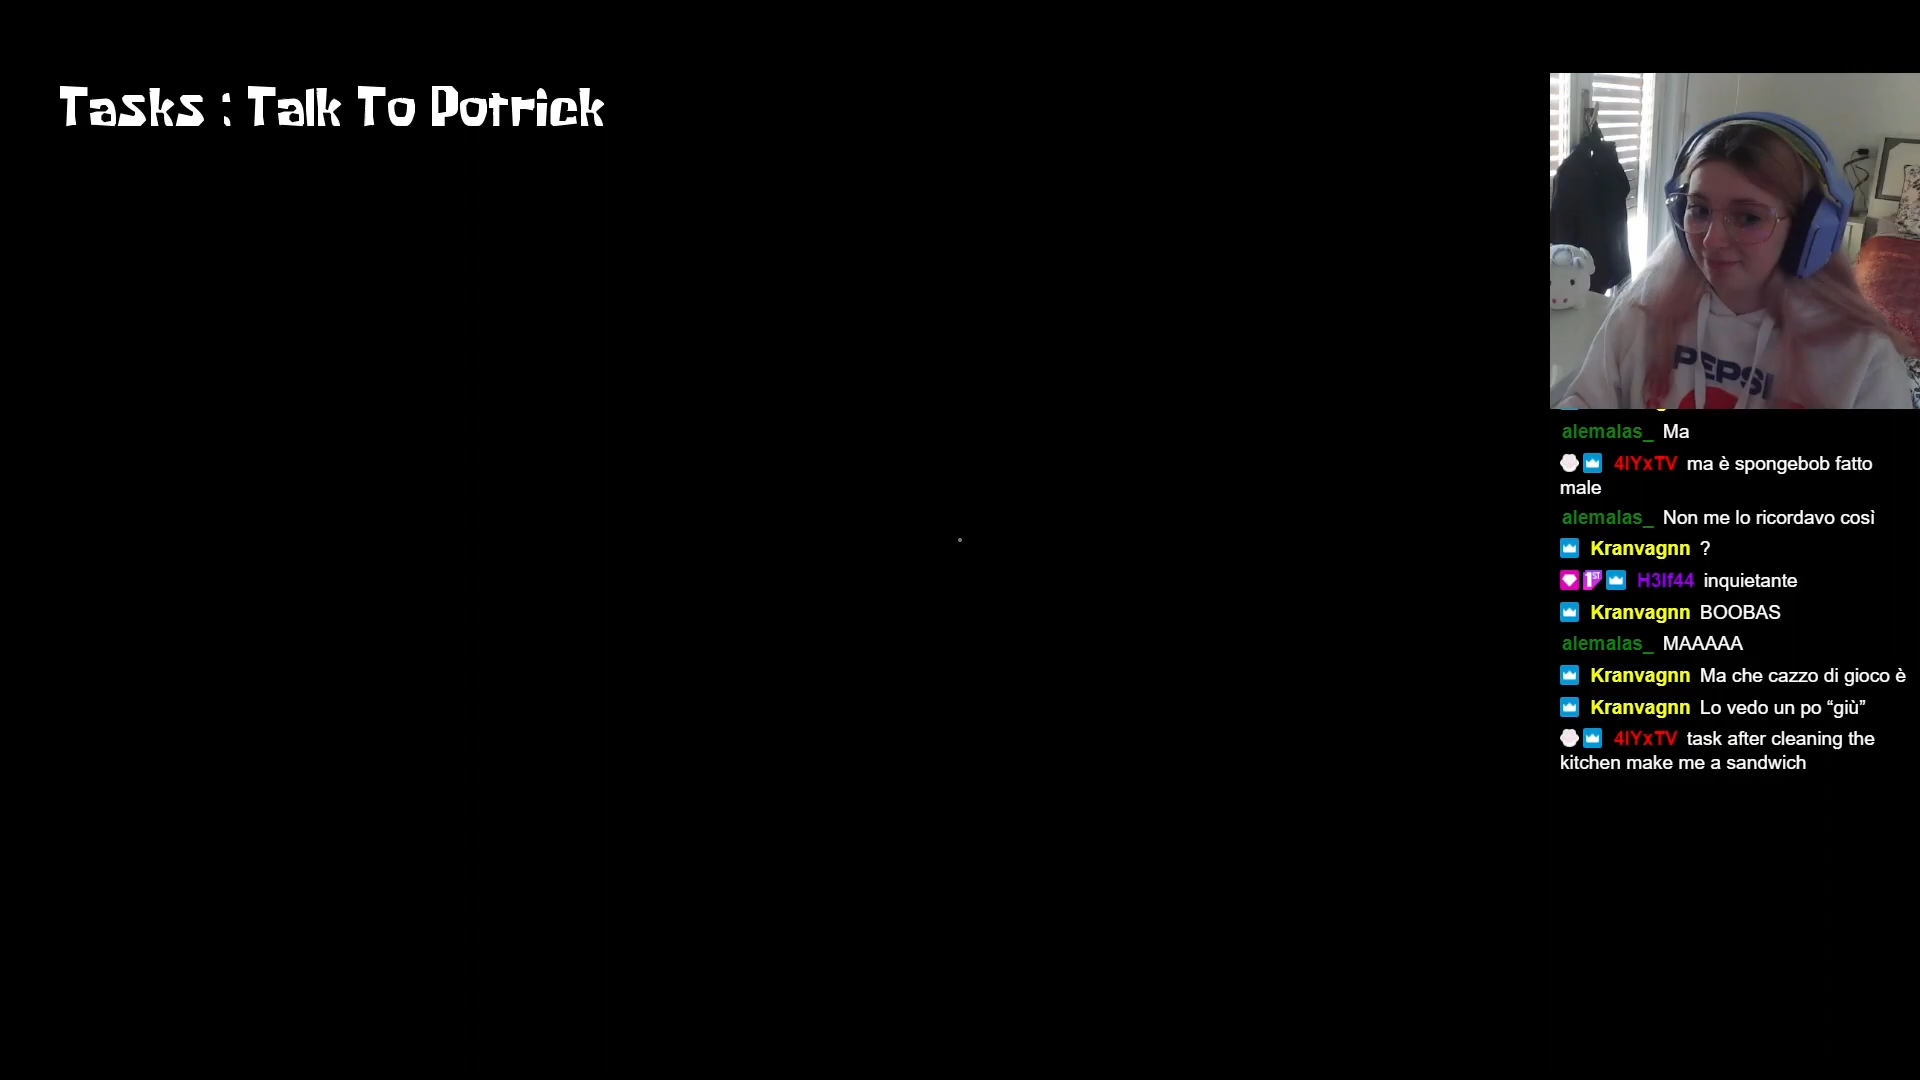 Tasks : Talk To Potrick
PEPSI
alemalas_ Ma
4lYxTV ma è spongebob fatto
male
alemalas_ Non me lo ricordavo così
Kranvagnn ?
1ST H3lf44 inquietante
Kranvagnn BOOBAS
alemalas_ MAAAAA
Kranvagnn Ma che cazzo di gioco è
Kranvagnn Lo vedo un po “giù”
4lYxTV task after cleaning the
kitchen make me a sandwich